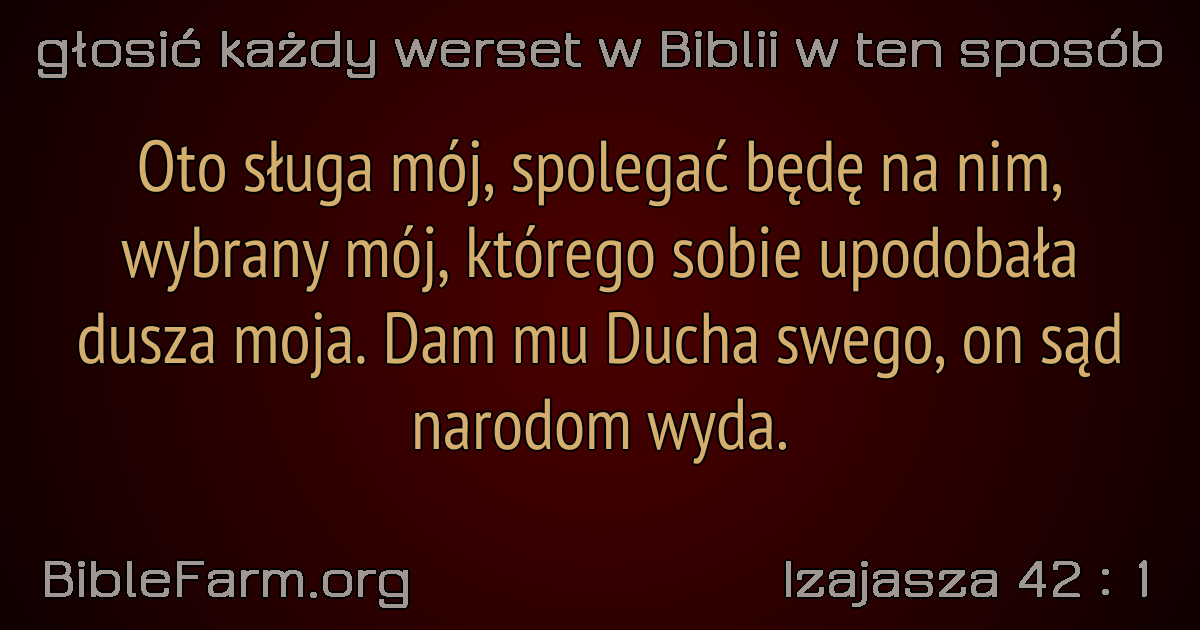 głosić każdy werset w Biblii w ten sposób
Oto sługa mój, spolegać będę na nim,
wybrany mój, którego sobie upodobała
dusza moja. Dam mu Ducha swego, on sąd
narodom wyda.
BibleFarm.org
Izajasza 42 : 1